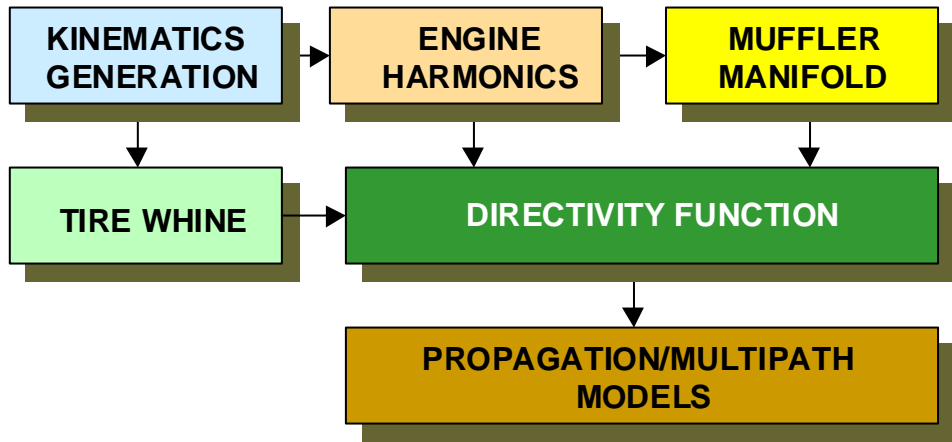 KINEMATICS
GENERATION
ENGINE
HARMONICS
MUFFLER
MANIFOLD
TIRE WHINE
DIRECTIVITY FUNCTION
PROPAGATION/MULTIPATH
MODELS